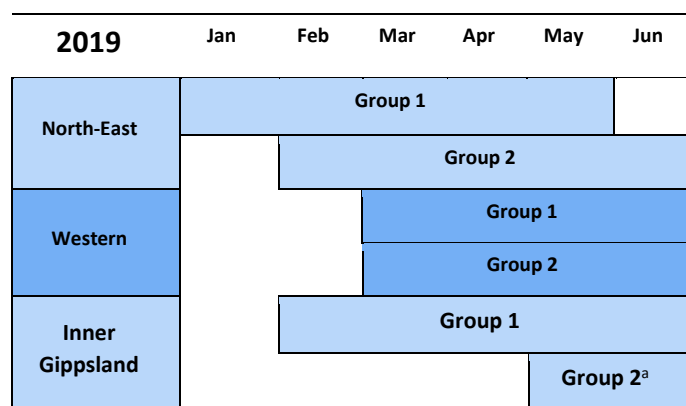 2019 Jan Feb Mar Apr May Jun
North-East
Group 1
Group 2
Western
Group 1
Group 2
Inner
Gippsland
Group 1
Group 2ᵃ